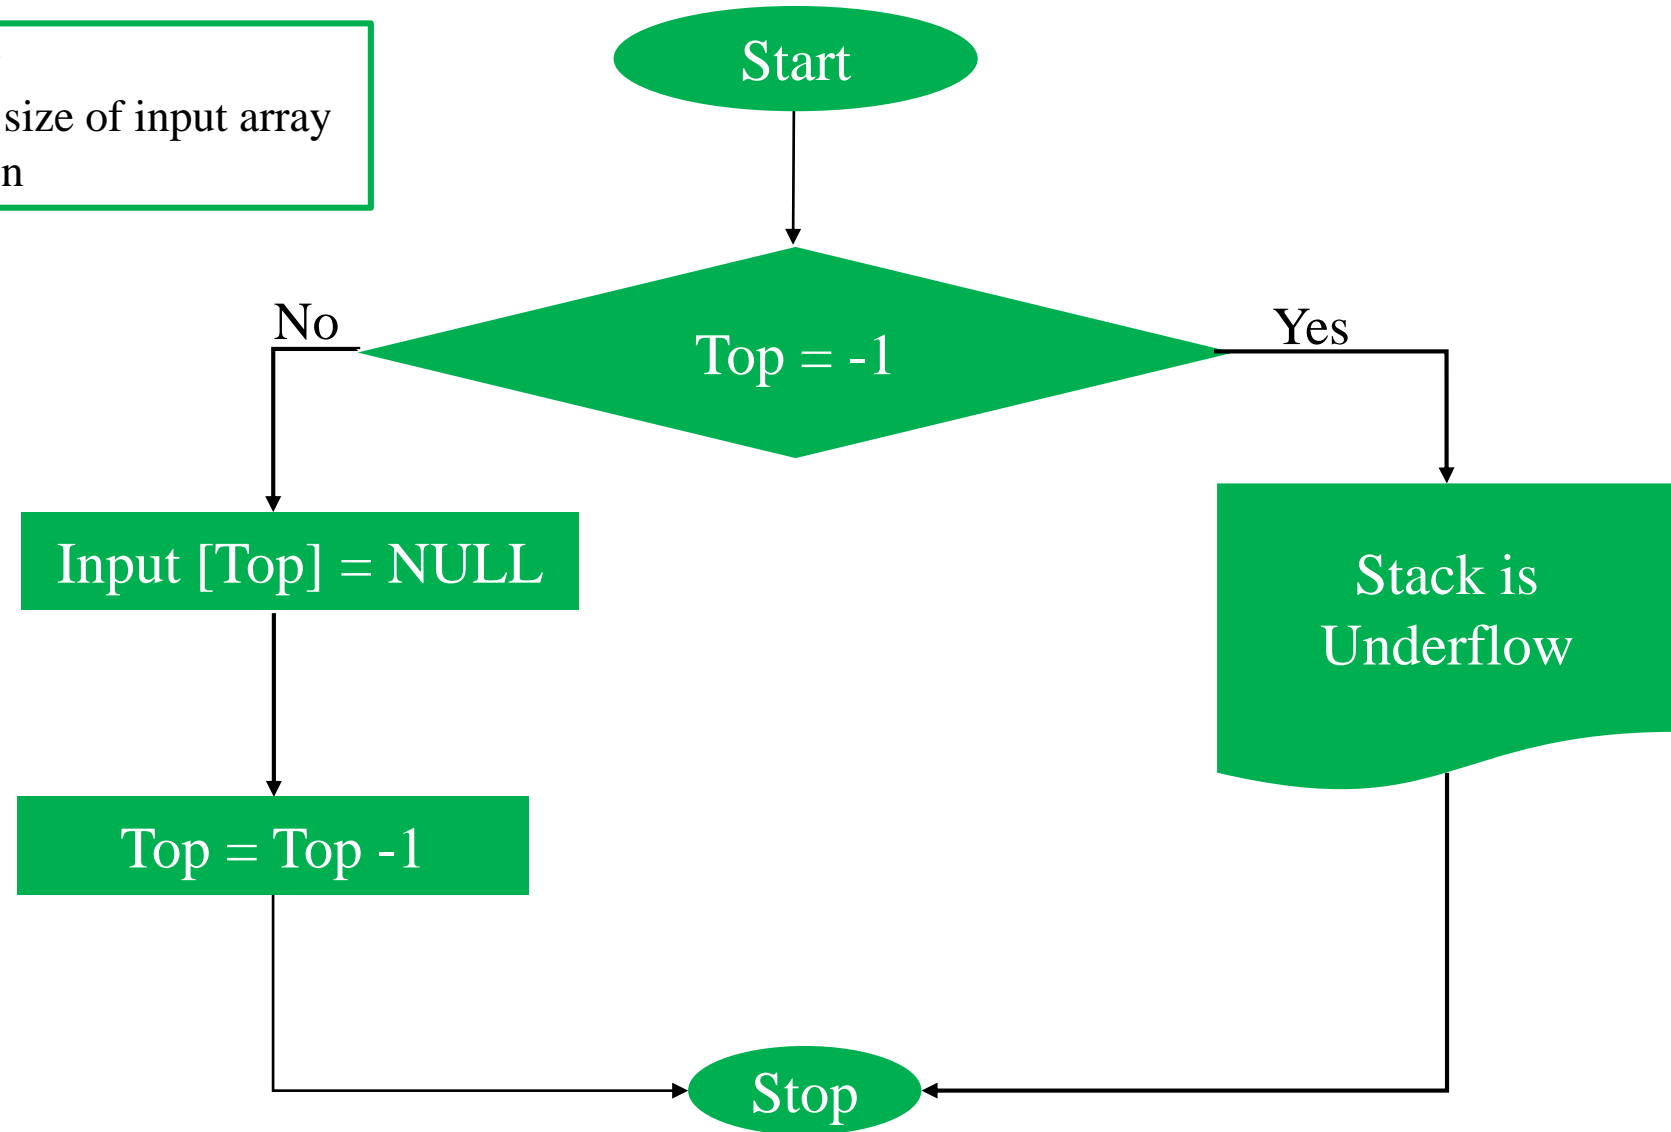 size of input array
n
Start
Top = -1
No
Yes
Input [Top] = NULL
Stack is
Underflow
Top = Top -1
Stop